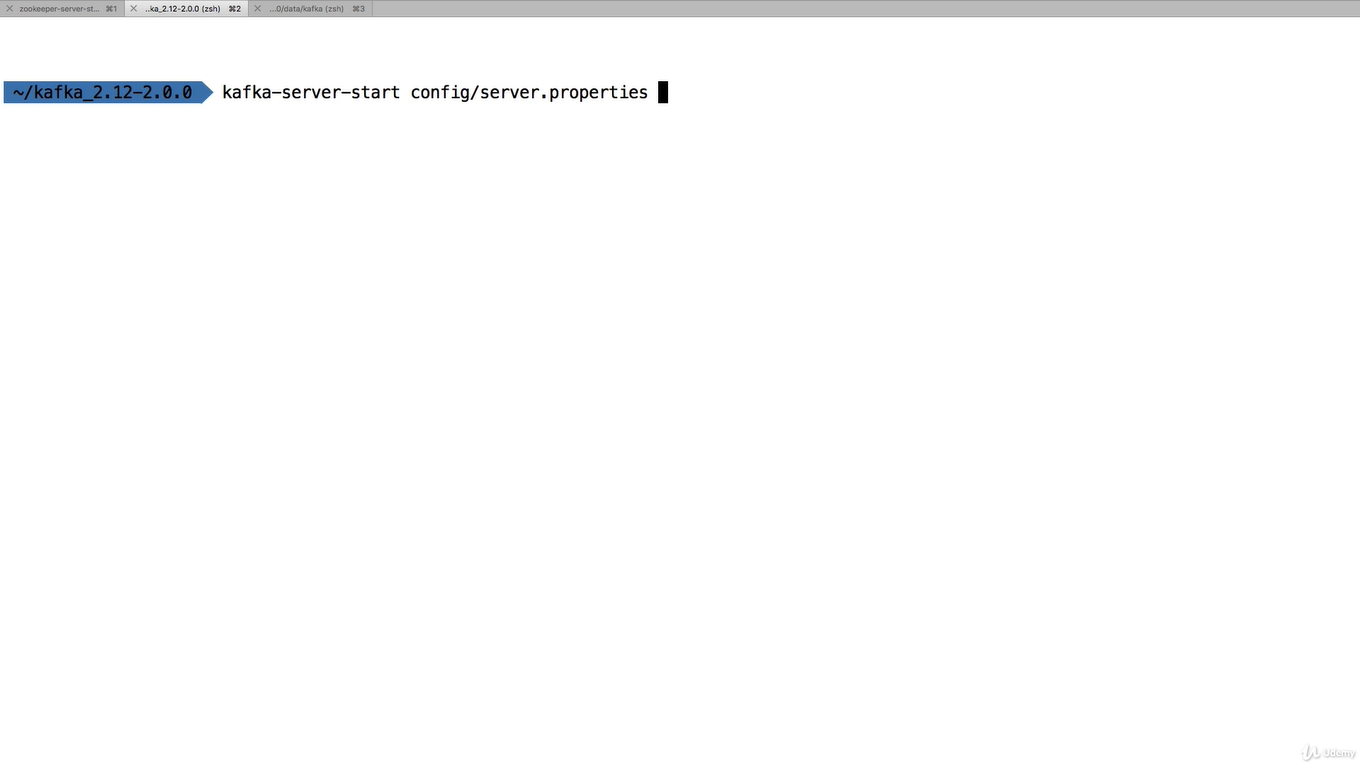 zookeeper-server-st... ⌘1 ..ka_2.12-2.0.0 (zsh) ⌘2 ...0/data/kafka (zsh) ⌘3
~/kafka_2.12-2.0.0 kafka-server-start config/server.properties
Udemy